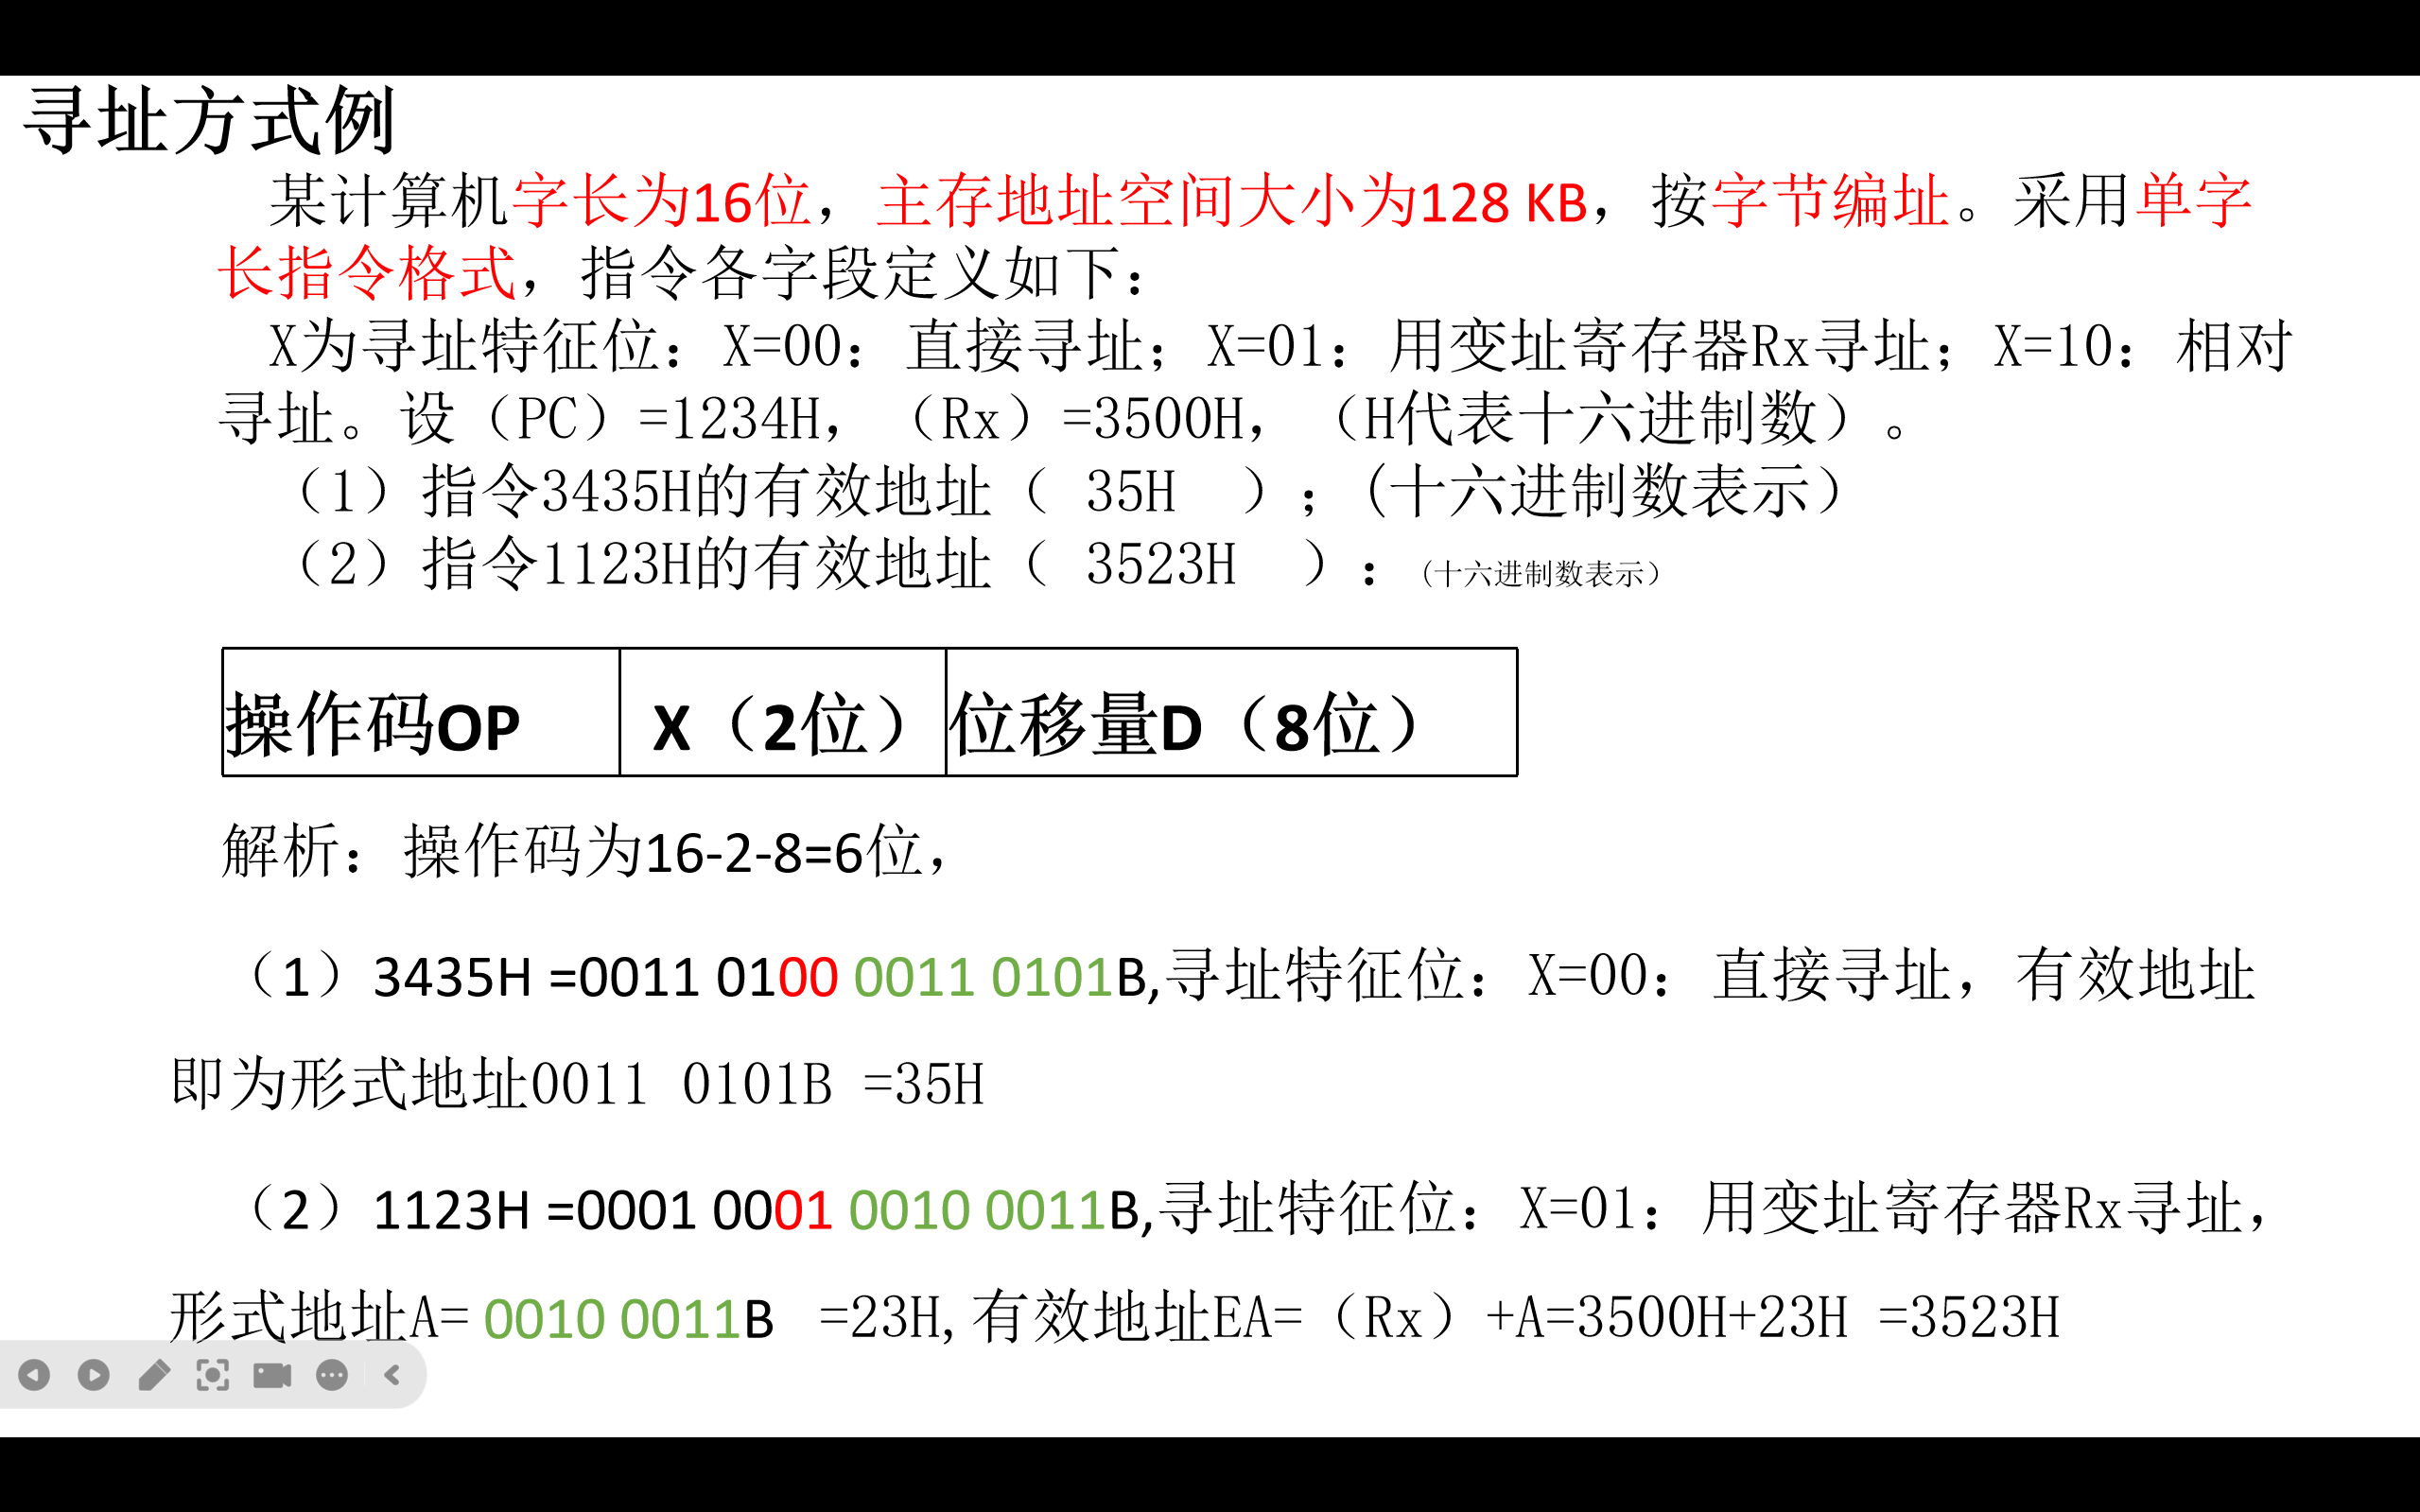 寻址方式例
某计算机字长为16位，主存地址空间大小为128 KB，按字节编址。采用单字
长指令格式，指令各字段定义如下：
X为寻址特征位：X=00：直接寻址；X=01：用变址寄存器Rx寻址；X=10：相对
寻址。设（PC）=1234H，（Rx）=3500H，（H代表十六进制数）。
（1）指令3435H的有效地址（ 35H ）；(十六进制数表示）
（2）指令1123H的有效地址（ 3523H ）：（十六进制数表示）
操作码OP X（2位） 位移量D（8位）
解析：操作码为16-2-8=6位，
（1）3435H =0011 0100 0011 0101B,寻址特征位：X=00：直接寻址，有效地址
即为形式地址0011 0101B =35H
（2）1123H =0001 0001 0010 0011B,寻址特征位：X=01：用变址寄存器Rx寻址，
形式地址A= 0010 0011B =23H,有效地址EA=（Rx）+A=3500H+23H =3523H